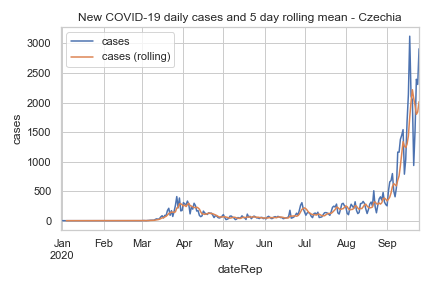 New COVID-19 daily cases and 5 day rolling mean - Czechia
cases
cases (rolling)
3000
2500
2000
1500
1000
500
0
cases
Jan Feb Mar Apr May Jun Jul Aug Sep
2020
dateRep